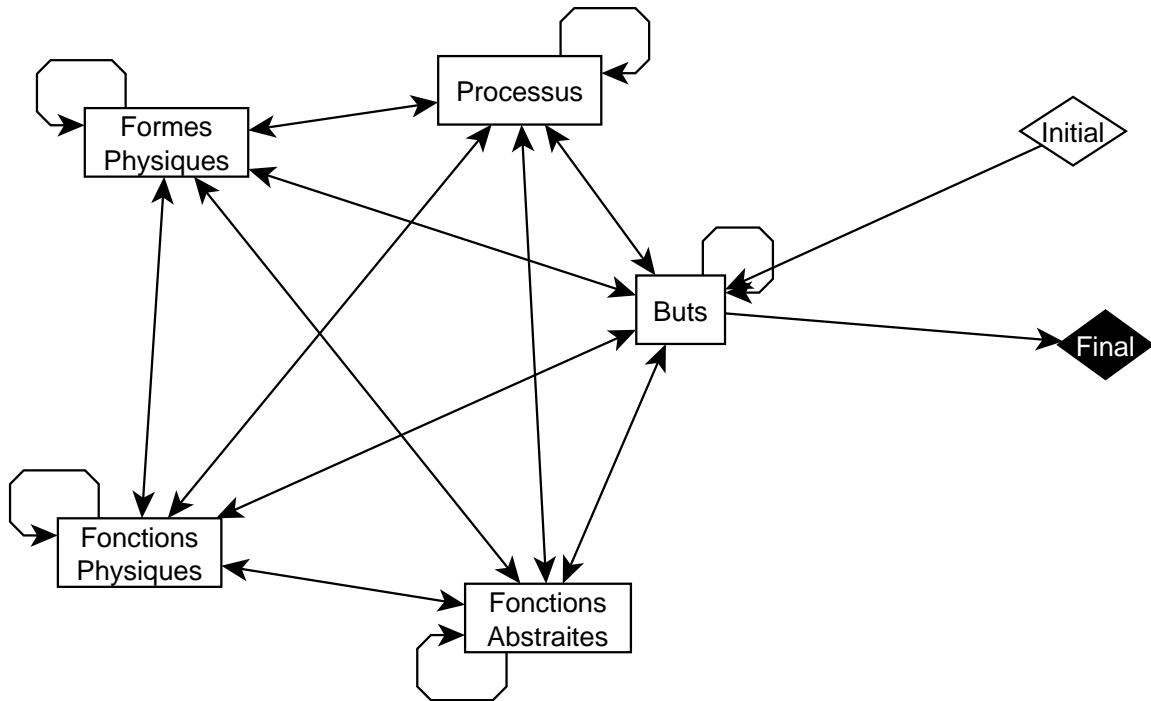 Processus
Formes
Physiques
Initial
Buts
Final
Fonctions
Physiques
Fonctions
Abstraites